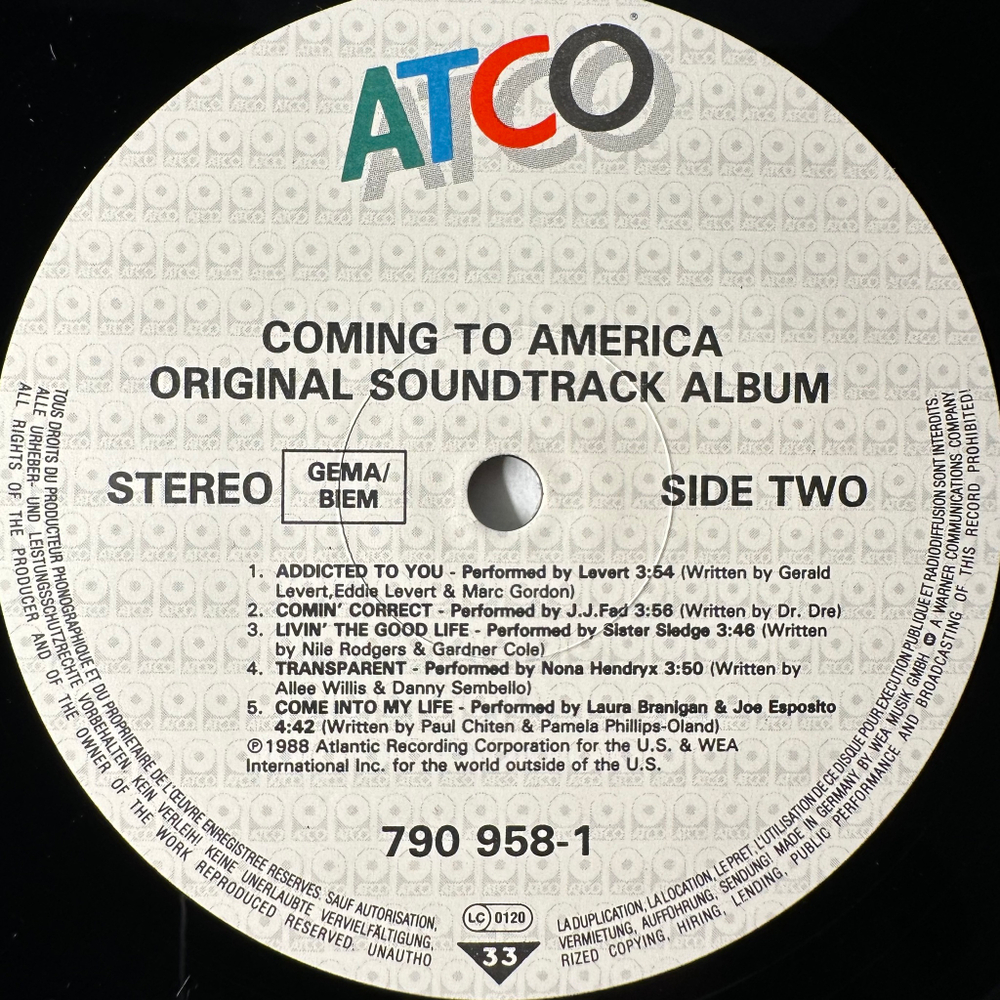 ATCO®
COMING TO AMERICA
ORIGINAL SOUNDTRACK ALBUM
STEREO
GEMA/
BIEM
SIDE TWO
1. ADDICTED TO YOU - Performed by Levert 3:54 (Written by Gerald
Levert,Eddie Levert & Marc Gordon)
2. COMIN' CORRECT - Performed by J.J.Fad 3:56 (Written by Dr. Dre)
3. LIVIN' THE GOOD LIFE - Performed by Sister Sledge 3:46 (Written
by Nile Rodgers & Gardner Cole)
4. TRANSPARENT - Performed by Nona Hendryx 3:50 (Written by
Allee Willis & Danny Sembello)
5. COME INTO MY LIFE - Performed by Laura Branigan & Joe Esposito
4:42 (Written by Paul Chiten & Pamela Phillips-Oland)
℗1988 Atlantic Recording Corporation for the U.S. & WEA
International Inc. for the world outside of the U.S.
790 958-1
LC 0120
33
TOUS DROITS DU PRODUCTEUR PHONOGRAPHIQUE ET DU PROPRIETAIRE DE L'ŒUVRE ENREGISTREE RESERVES. SAUF AUTORISATION, LA DUPLICATION, LA LOCATION, LE PRET, L'UTILISATION DE CE DISQUE POUR EXECUTION PUBLIQUE ET RADIODIFFUSION SONT INTERDITS.
ALLE URHEBER- UND LEISTUNGSSCHUTZRECHTE VORBEHALTEN. KEIN VERLEIH! KEINE UNERLAUBTE VERVIELFÄLTIGUNG, VERMIETUNG, AUFFÜHRUNG, SENDUNG! MADE IN GERMANY BY WEA MUSIK GMBH. A WARNER COMMUNICATIONS COMPANY
ALL RIGHTS OF THE PRODUCER AND OF THE OWNER OF THE WORK REPRODUCED RESERVED. UNAUTHORIZED COPYING, HIRING, LENDING, PUBLIC PERFORMANCE AND BROADCASTING OF THIS RECORD PROHIBITED!